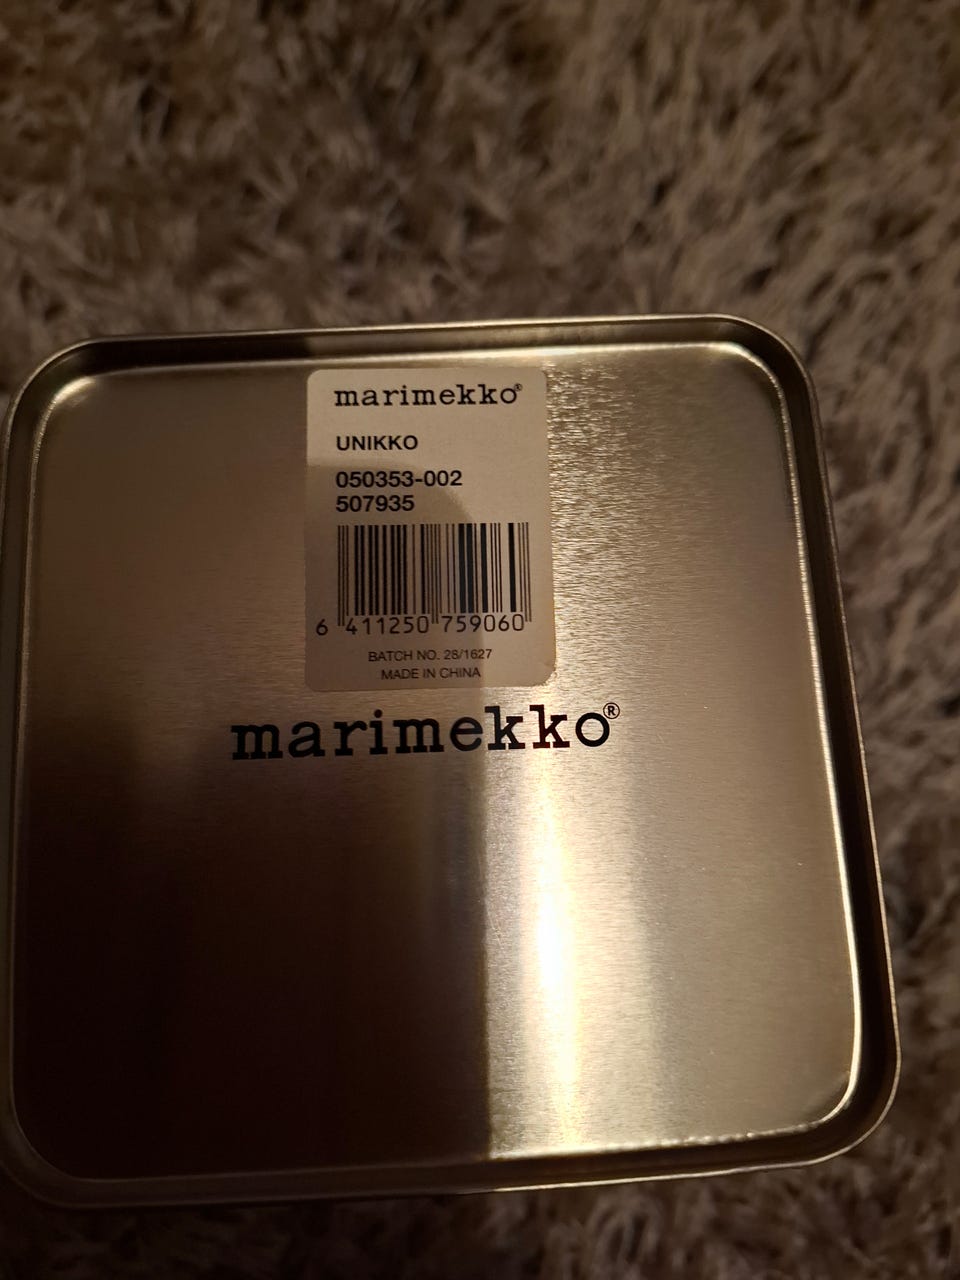 marimekko®
UNIKKO
050353-002
507935
6 411250 759060
BATCH NO. 28/1627
MADE IN CHINA
marimekko®